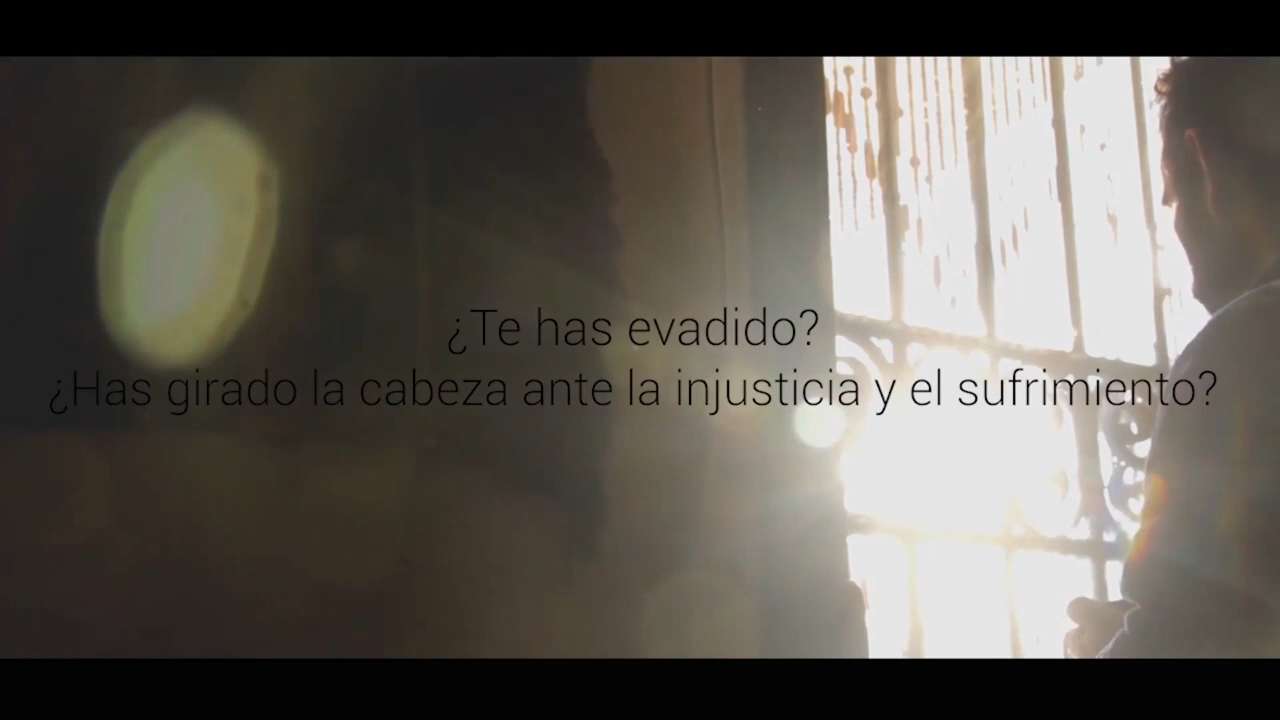 ¿Te has evadido?
¿Has girado la cabeza ante la injusticia y el sufrimiento?